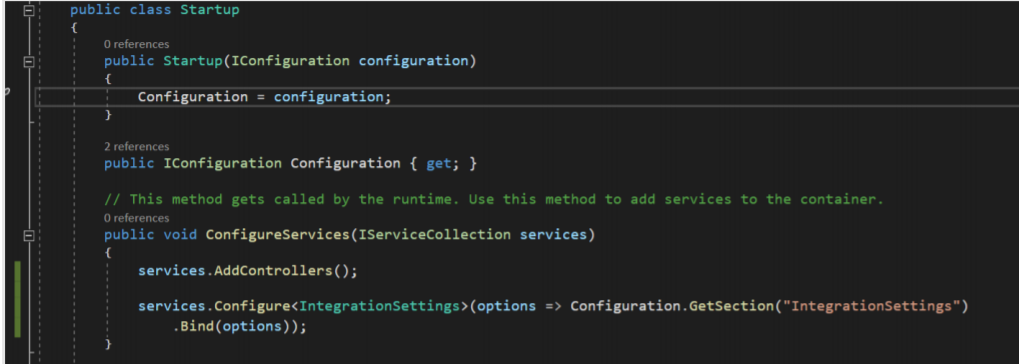 public class Startup
{
0 references
public Startup(IConfiguration configuration)
{
Configuration = configuration;
}
2 references
public IConfiguration Configuration { get; }
// This method gets called by the runtime. Use this method to add services to the container.
0 references
public void ConfigureServices(IServiceCollection services)
{
services.AddControllers();
services.Configure<IntegrationSettings>(options => Configuration.GetSection("IntegrationSettings")
.Bind(options));
}